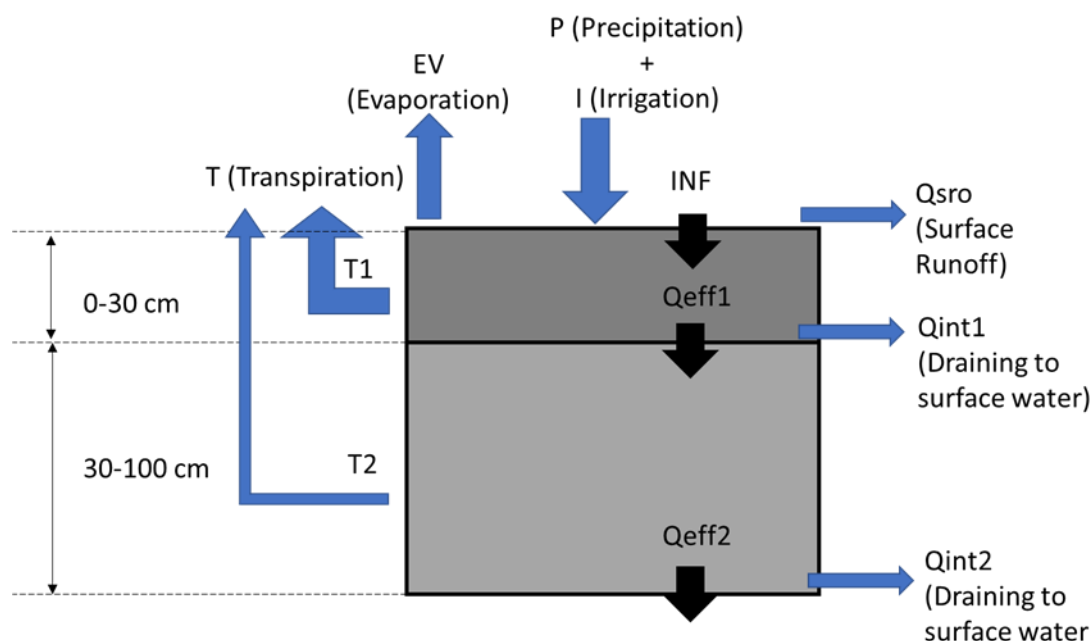 P (Precipitation)
+
I (Irrigation)
EV
(Evaporation)
T (Transpiration)
INF
Qsro
(Surface
Runoff)
T1
0-30 cm
Qeff1
Qint1
(Draining to
surface water)
30-100 cm
T2
Qeff2
Qint2
(Draining to
surface water